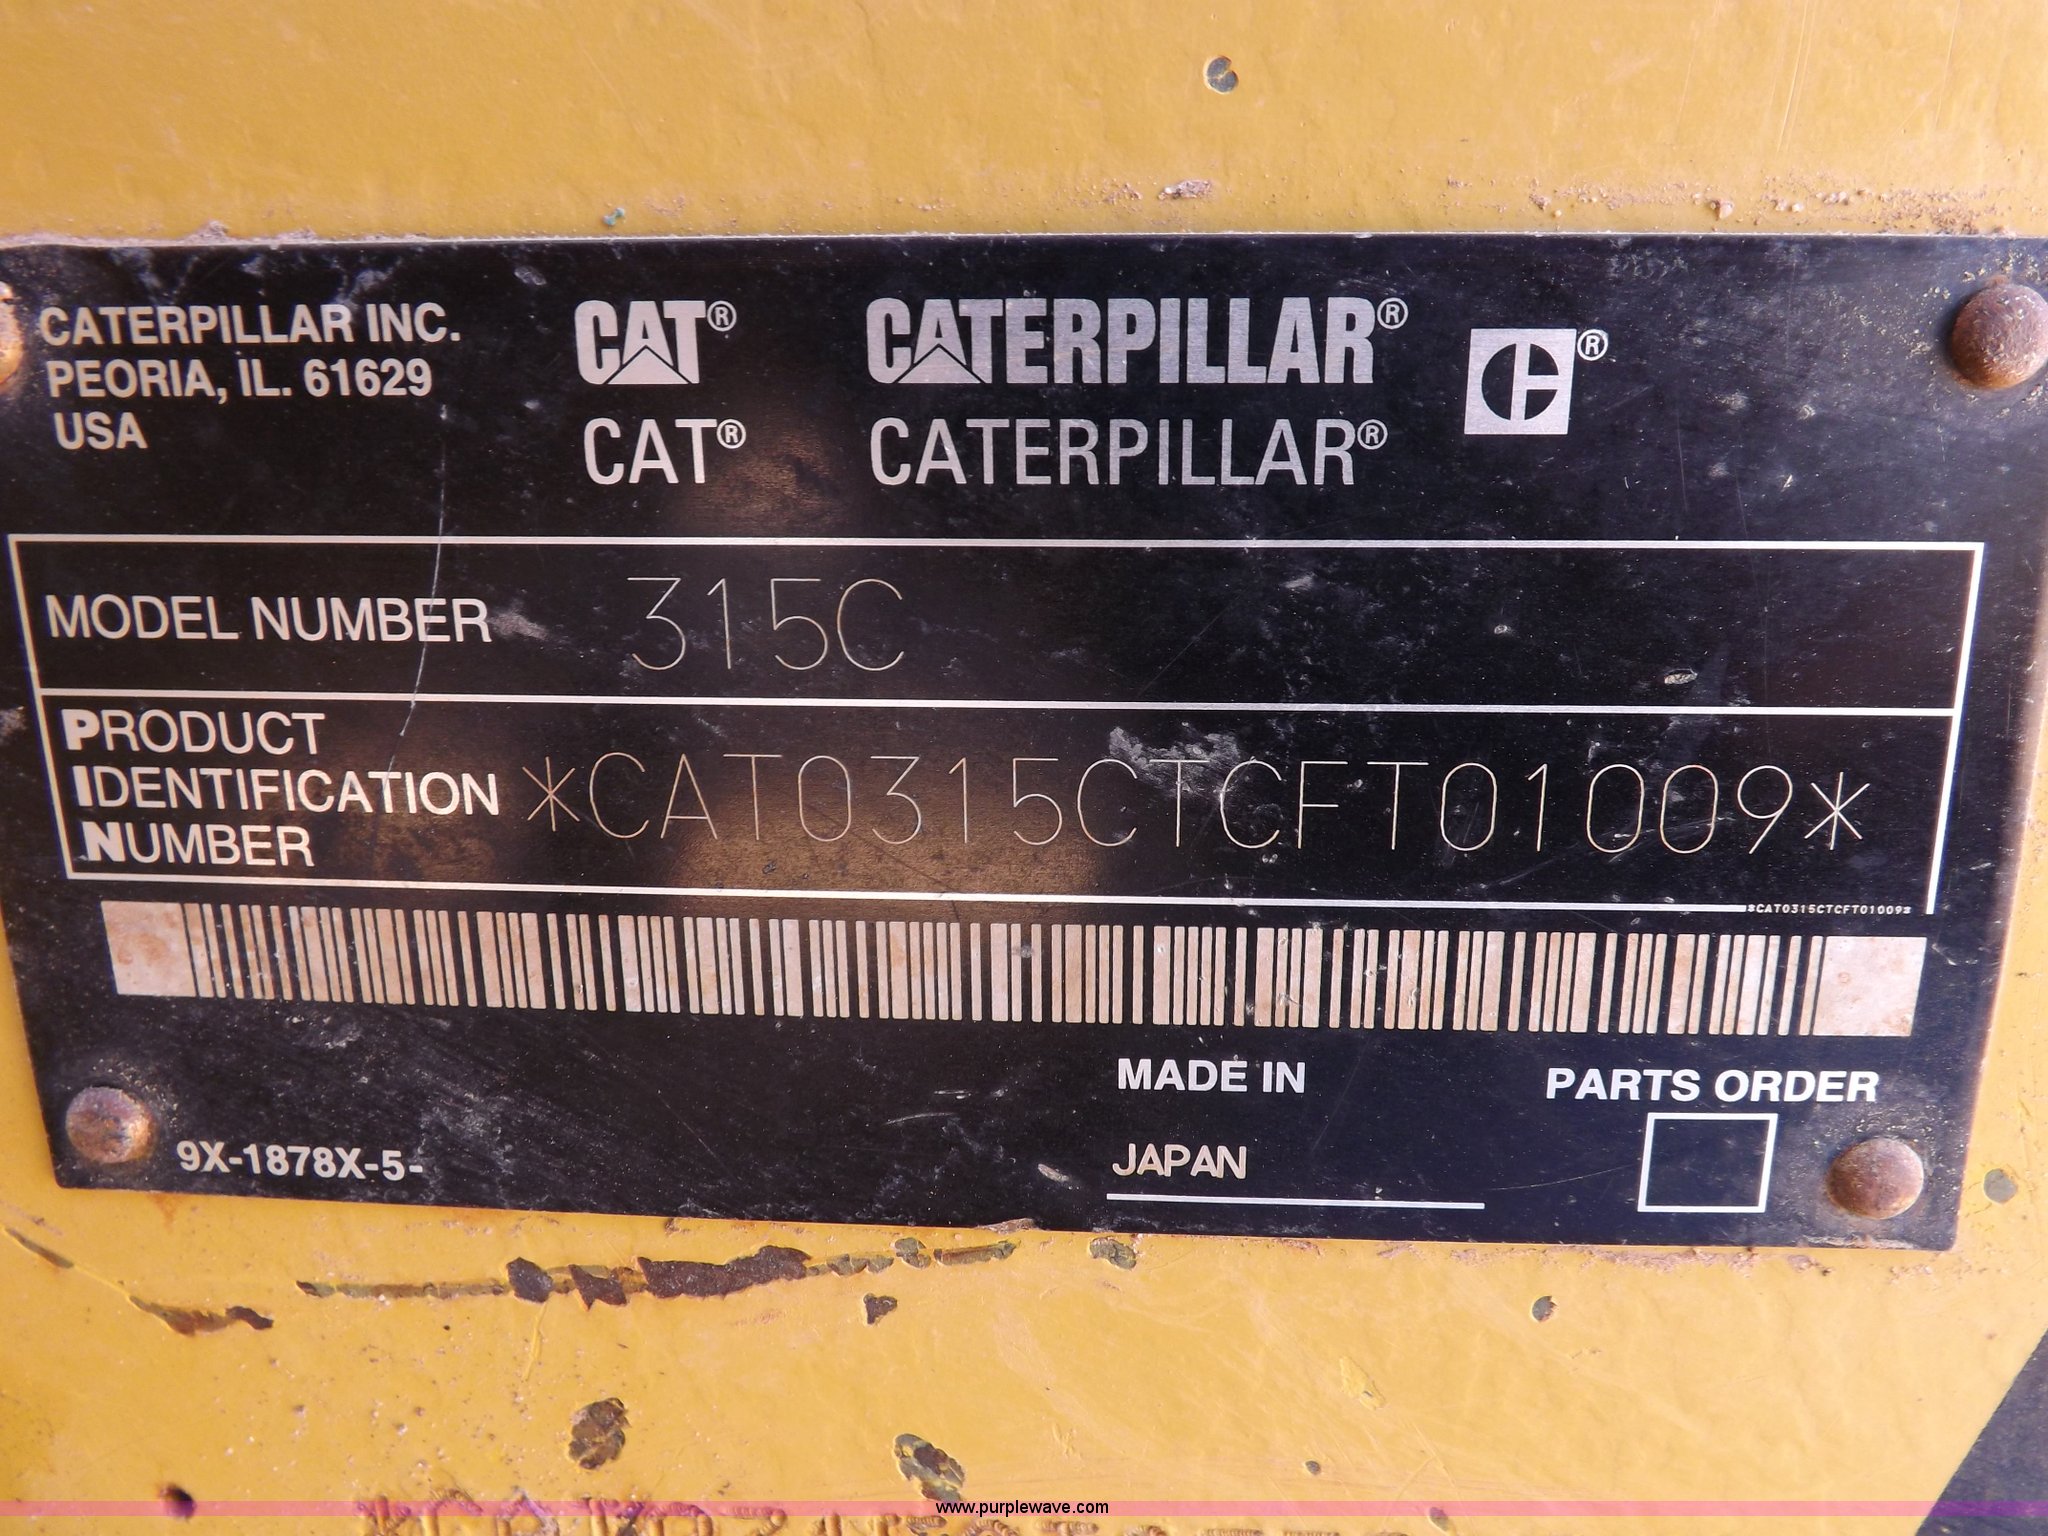 CATERPILLAR INC.
PEORIA, IL. 61629
USA
CAT® CATERPILLAR® ®
CAT® CATERPILLAR®
MODEL NUMBER 315C
PRODUCT
IDENTIFICATION
NUMBER
*CAT0315CTCFT01009*
*CAT0315CTCFT01009*
MADE IN
PARTS ORDER
JAPAN
9X-1878X-5-
www.purplewave.com